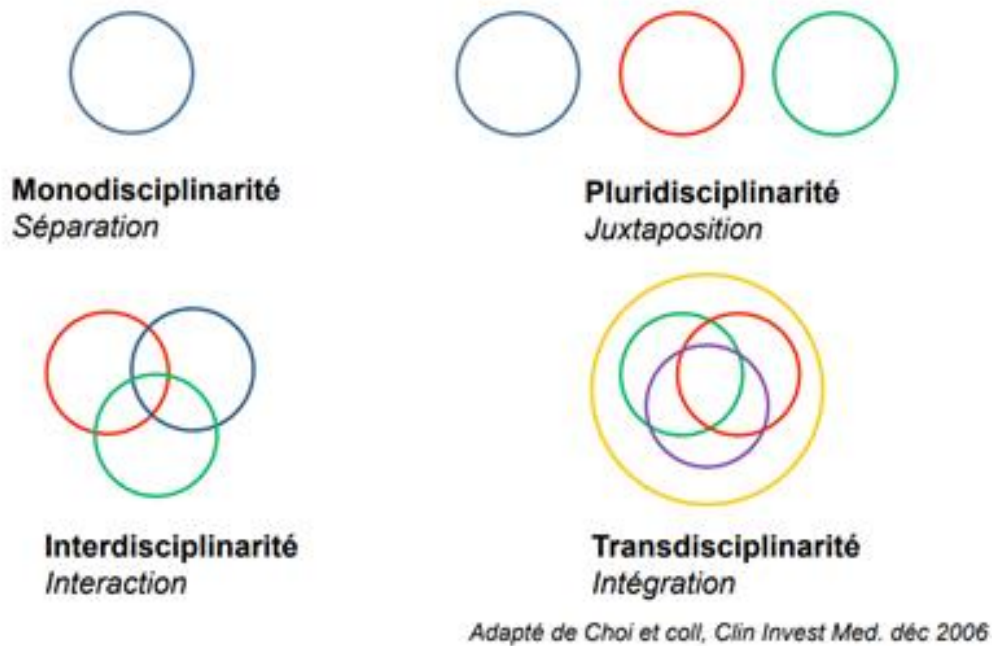 Monodisciplinarité
Séparation
Pluridisciplinarité
Juxtaposition
Interdisciplinarité
Interaction
Transdisciplinarité
Intégration
Adapté de Choi et coll, Clin Invest Med. déc 2006